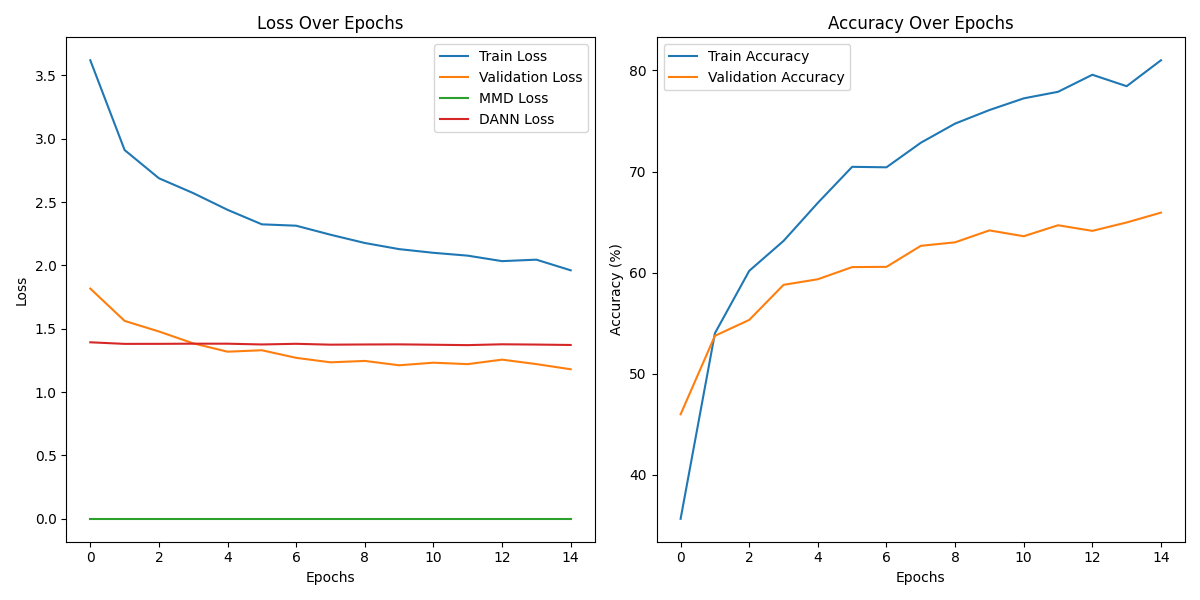 Loss Over Epochs
Train Loss
Validation Loss
MMD Loss
DANN Loss
3.5
3.0
2.5
2.0
1.5
1.0
0.5
0.0
Loss
0 2 4 6 8 10 12 14
Epochs
Accuracy Over Epochs
Train Accuracy
Validation Accuracy
80
70
60
50
40
Accuracy (%)
0 2 4 6 8 10 12 14
Epochs